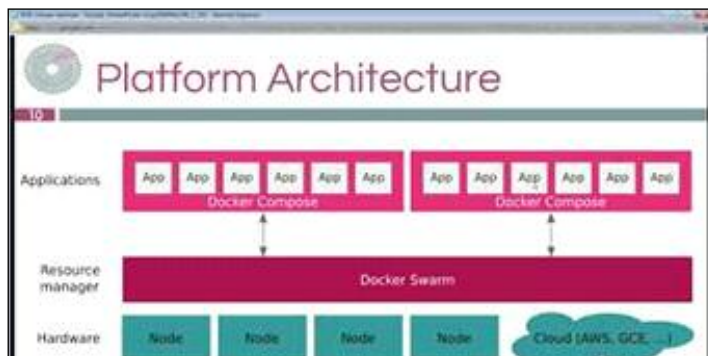 Platform Architecture
10
Applications
App App App App App App
Docker Compose
App App App App App App
Docker Compose
Resource manager
Docker Swarm
Hardware
Node Node Node Node
Cloud (AWS, GCE, ...)